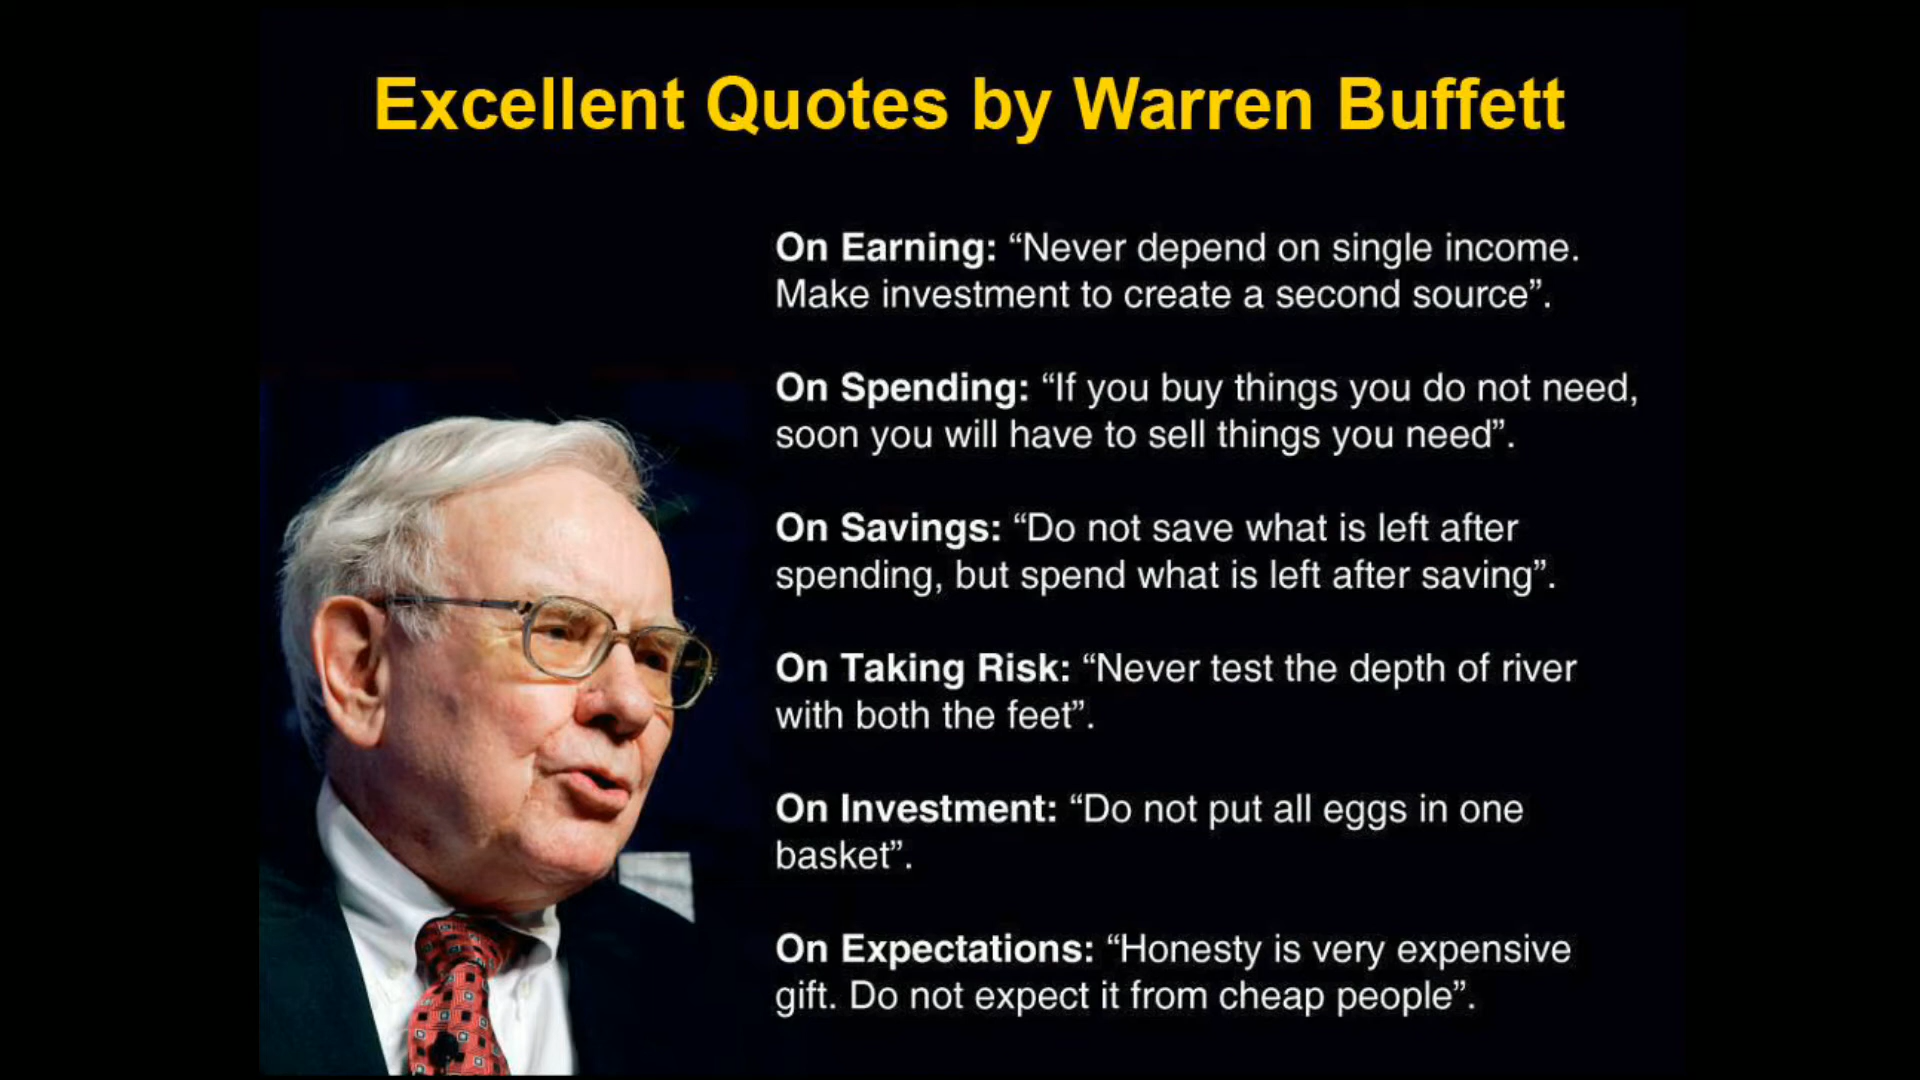 Excellent Quotes by Warren Buffett
On Earning: “Never depend on single income.
Make investment to create a second source”.
On Spending: “If you buy things you do not need,
soon you will have to sell things you need”.
On Savings: “Do not save what is left after
spending, but spend what is left after saving”.
On Taking Risk: “Never test the depth of river
with both the feet”.
On Investment: “Do not put all eggs in one
basket”.
On Expectations: “Honesty is very expensive
gift. Do not expect it from cheap people”.